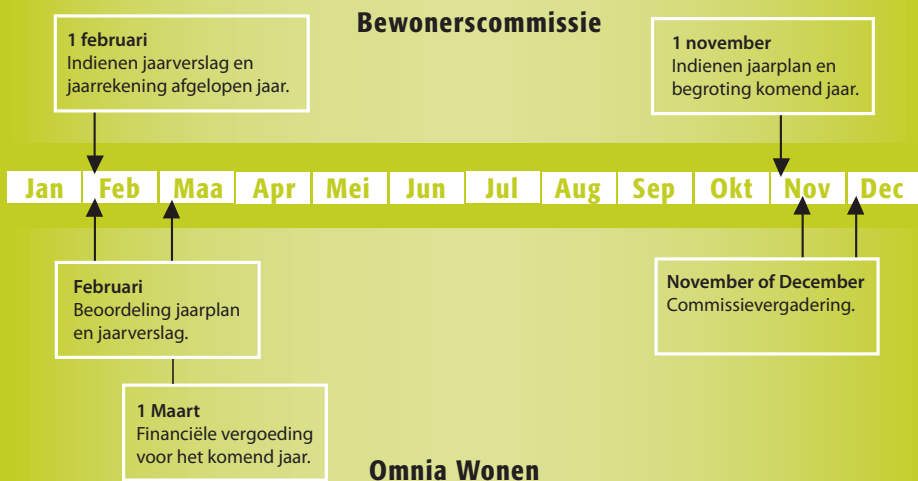 Bewonerscommissie
1 februari
Indienen jaarverslag en
jaarrekening afgelopen jaar.
1 november
Indienen jaarplan en
begroting komend jaar.
Jan Feb Maa Apr Mei Jun Jul Aug Sep Okt Nov Dec
Februari
Beoordeling jaarplan
en jaarverslag.
November of December
Commissievergadering.
1 Maart
Financiële vergoeding
voor het komend jaar.
Omnia Wonen